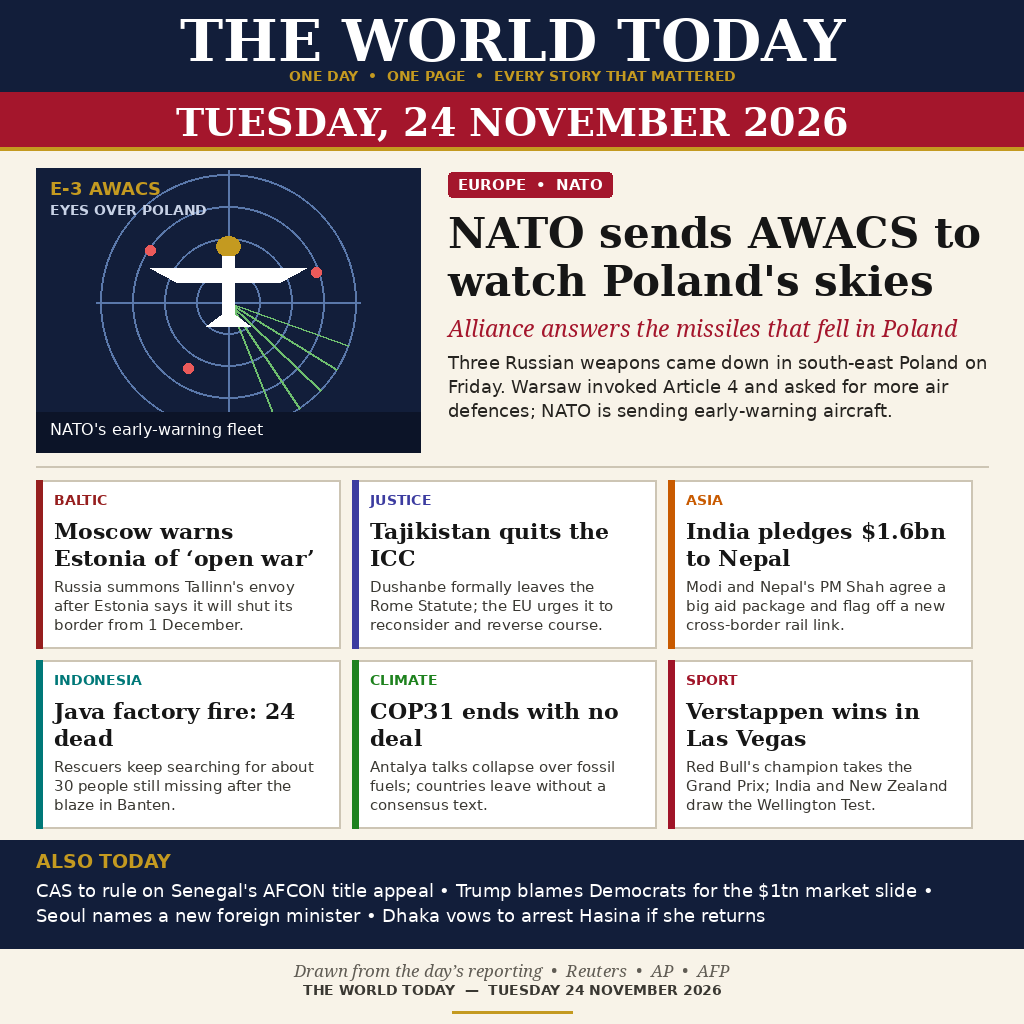 THE WORLD TODAY
ONE DAY • ONE PAGE • EVERY STORY THAT MATTERED
TUESDAY, 24 NOVEMBER 2026
E-3 AWACS
EYES OVER POLAND
NATO's early-warning fleet
EUROPE • NATO
NATO sends AWACS to
watch Poland's skies
Alliance answers the missiles that fell in Poland
Three Russian weapons came down in south-east Poland on
Friday. Warsaw invoked Article 4 and asked for more air
defences; NATO is sending early-warning aircraft.
BALTIC
Moscow warns
Estonia of ‘open war’
Russia summons Tallinn's envoy
after Estonia says it will shut its
border from 1 December.
JUSTICE
Tajikistan quits the
ICC
Dushanbe formally leaves the
Rome Statute; the EU urges it to
reconsider and reverse course.
ASIA
India pledges $1.6bn
to Nepal
Modi and Nepal's PM Shah agree a
big aid package and flag off a new
cross-border rail link.
INDONESIA
Java factory fire: 24
dead
Rescuers keep searching for about
30 people still missing after the
blaze in Banten.
CLIMATE
COP31 ends with no
deal
Antalya talks collapse over fossil
fuels; countries leave without a
consensus text.
SPORT
Verstappen wins in
Las Vegas
Red Bull's champion takes the
Grand Prix; India and New Zealand
draw the Wellington Test.
ALSO TODAY
CAS to rule on Senegal's AFCON title appeal • Trump blames Democrats for the $1tn market slide •
Seoul names a new foreign minister • Dhaka vows to arrest Hasina if she returns
Drawn from the day’s reporting • Reuters • AP • AFP
THE WORLD TODAY — TUESDAY 24 NOVEMBER 2026